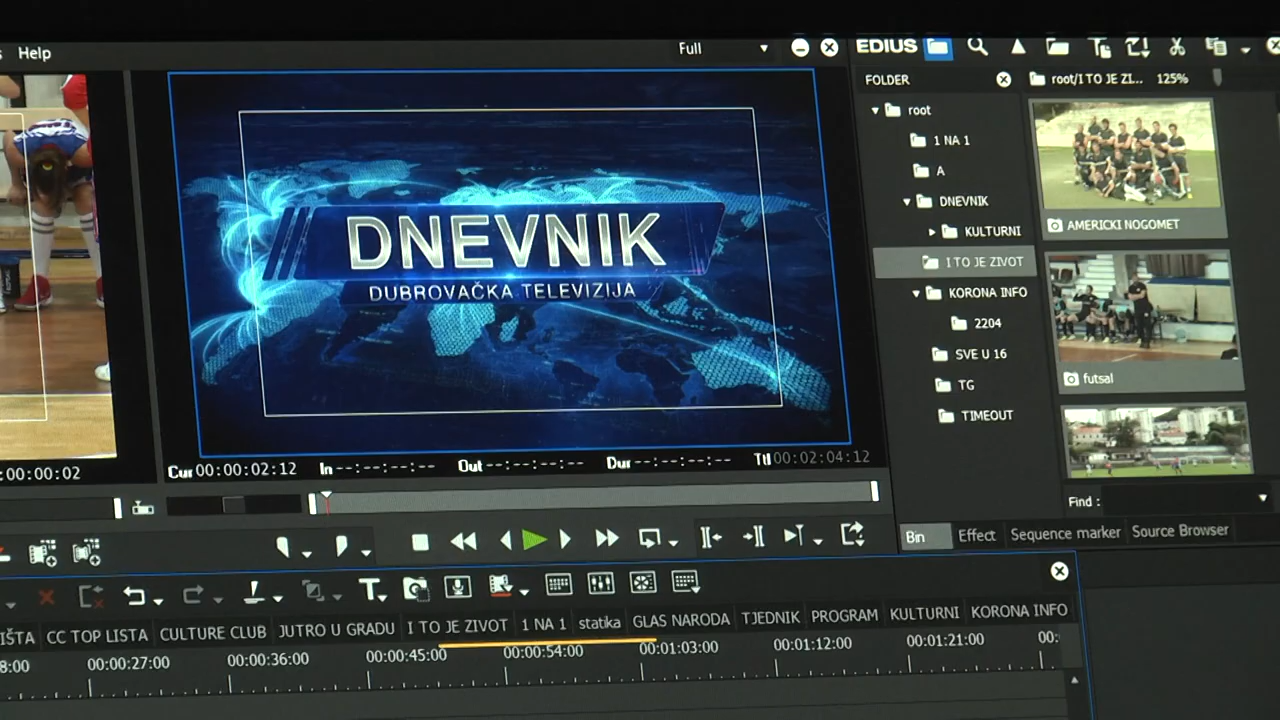 Help
Full
EDIUS
FOLDER
root/I TO JE ZI... 125%
root
1 NA 1
A
DNEVNIK
KULTURNI
I TO JE ZIVOT
KORONA INFO
2204
SVE U 16
TG
TIMEOUT
AMERICKI NOGOMET
futsal
Find :
DNEVNIK
DUBROVAČKA TELEVIZIJA
:00:00:02
Cur 00:00:02:12 In --:--:--:-- Out --:--:--:-- Dur --:--:--:-- Ttl 00:02:04:12
Bin Effect Sequence marker Source Browser
IŠTA CC TOP LISTA CULTURE CLUB JUTRO U GRADU I TO JE ZIVOT 1 NA 1 statika GLAS NARODA TJEDNIK PROGRAM KULTURNI KORONA INFO
8:00 00:00:27:00 00:00:36:00 00:00:45:00 00:00:54:00 00:01:03:00 00:01:12:00 00:01:21:00 00: